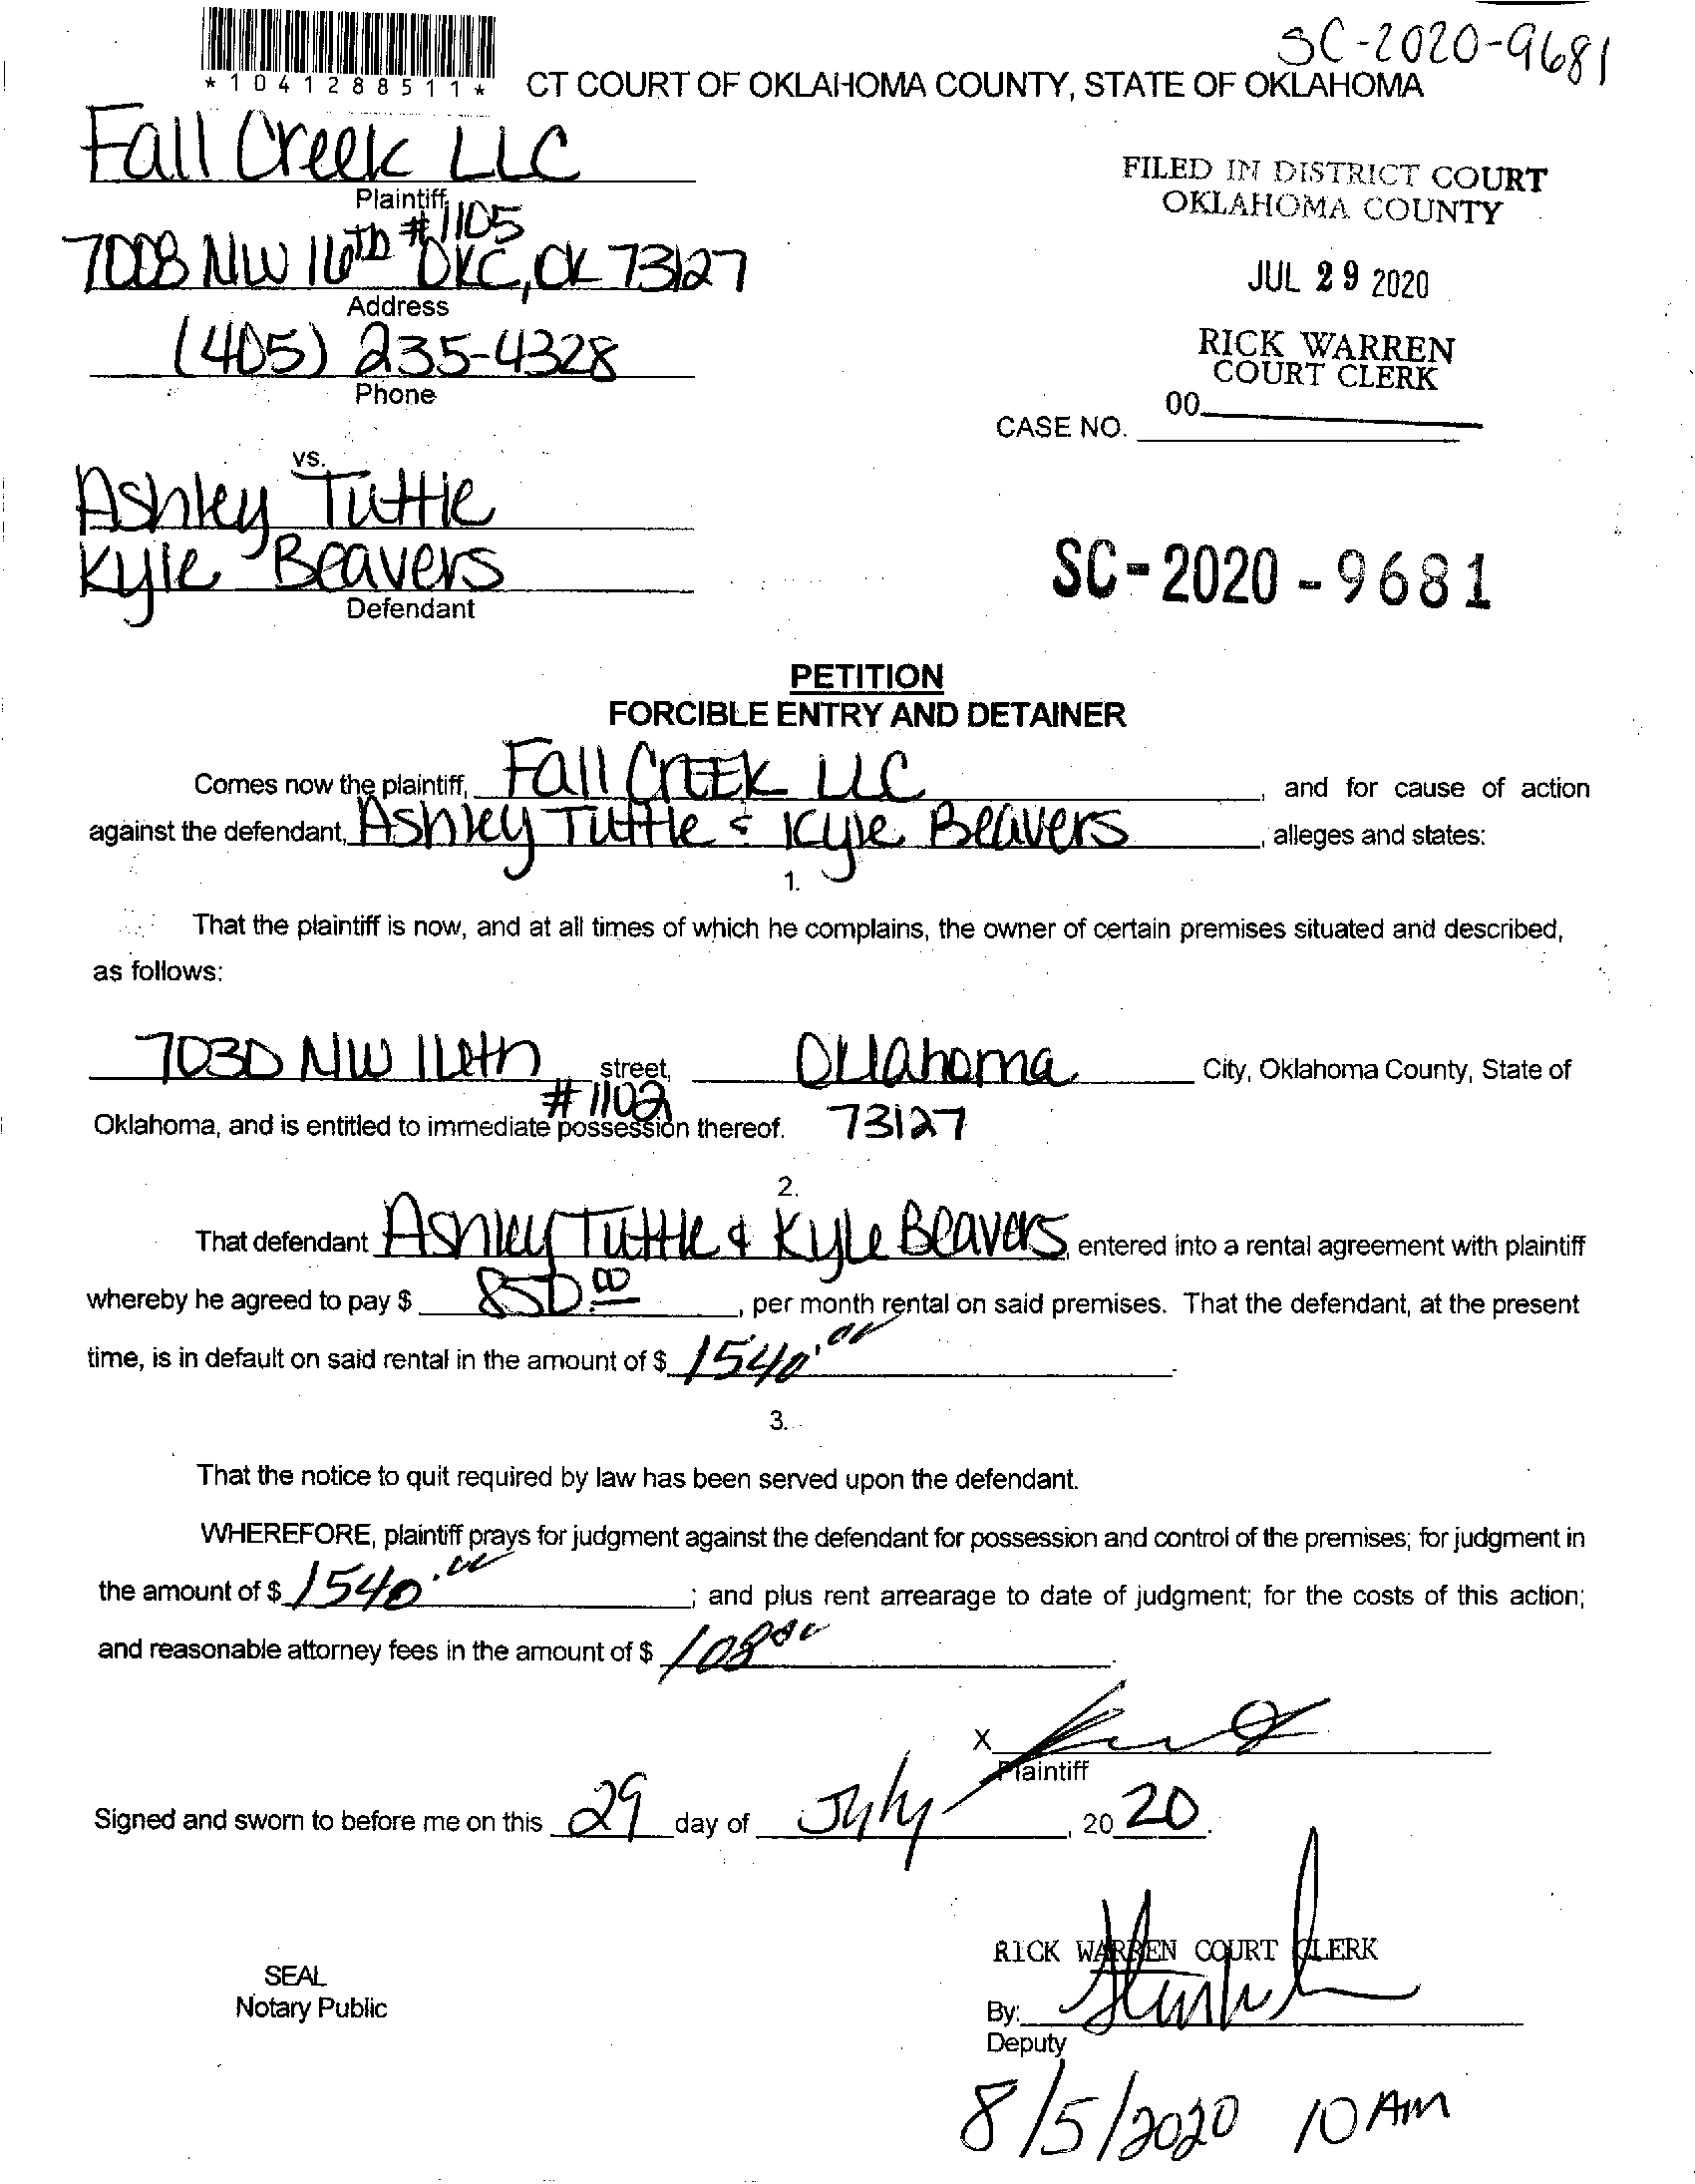 SC-2020-9681
*1041288511* CT COURT OF OKLAHOMA COUNTY, STATE OF OKLAHOMA
Fall Creek LLC
Plaintiff
#1105
7008 NW 16TH OKC, OK 73127
Address
(405) 235-4328
Phone
FILED IN DISTRICT COURT
OKLAHOMA COUNTY
JUL 29 2020
RICK WARREN
COURT CLERK
00
CASE NO.
vs.
Ashley Tuttle
Kyle Beavers
Defendant
SC-2020-9681
PETITION
FORCIBLE ENTRY AND DETAINER
Comes now the plaintiff, Fall Creek LLC, and for cause of action
against the defendant, Ashley Tuttle & Kyle Beavers, alleges and states:
1.
That the plaintiff is now, and at all times of which he complains, the owner of certain premises situated and described,
as follows:
7030 NW 16th street, Oklahoma City, Oklahoma County, State of
#1102
Oklahoma, and is entitled to immediate possession thereof. 73127
2.
That defendant Ashley Tuttle & Kyle Beavers, entered into a rental agreement with plaintiff
whereby he agreed to pay $ 850.00, per month rental on said premises. That the defendant, at the present
time, is in default on said rental in the amount of $ 1540.00.
3.
That the notice to quit required by law has been served upon the defendant.
WHEREFORE, plaintiff prays for judgment against the defendant for possession and control of the premises; for judgment in
the amount of $ 1540.00; and plus rent arrearage to date of judgment; for the costs of this action;
and reasonable attorney fees in the amount of $ 108.00.
X
Plaintiff
Signed and sworn to before me on this 29 day of July, 2020.
RICK WARREN COURT CLERK
SEAL
Notary Public
By:
Deputy
8/5/2020 10 AM